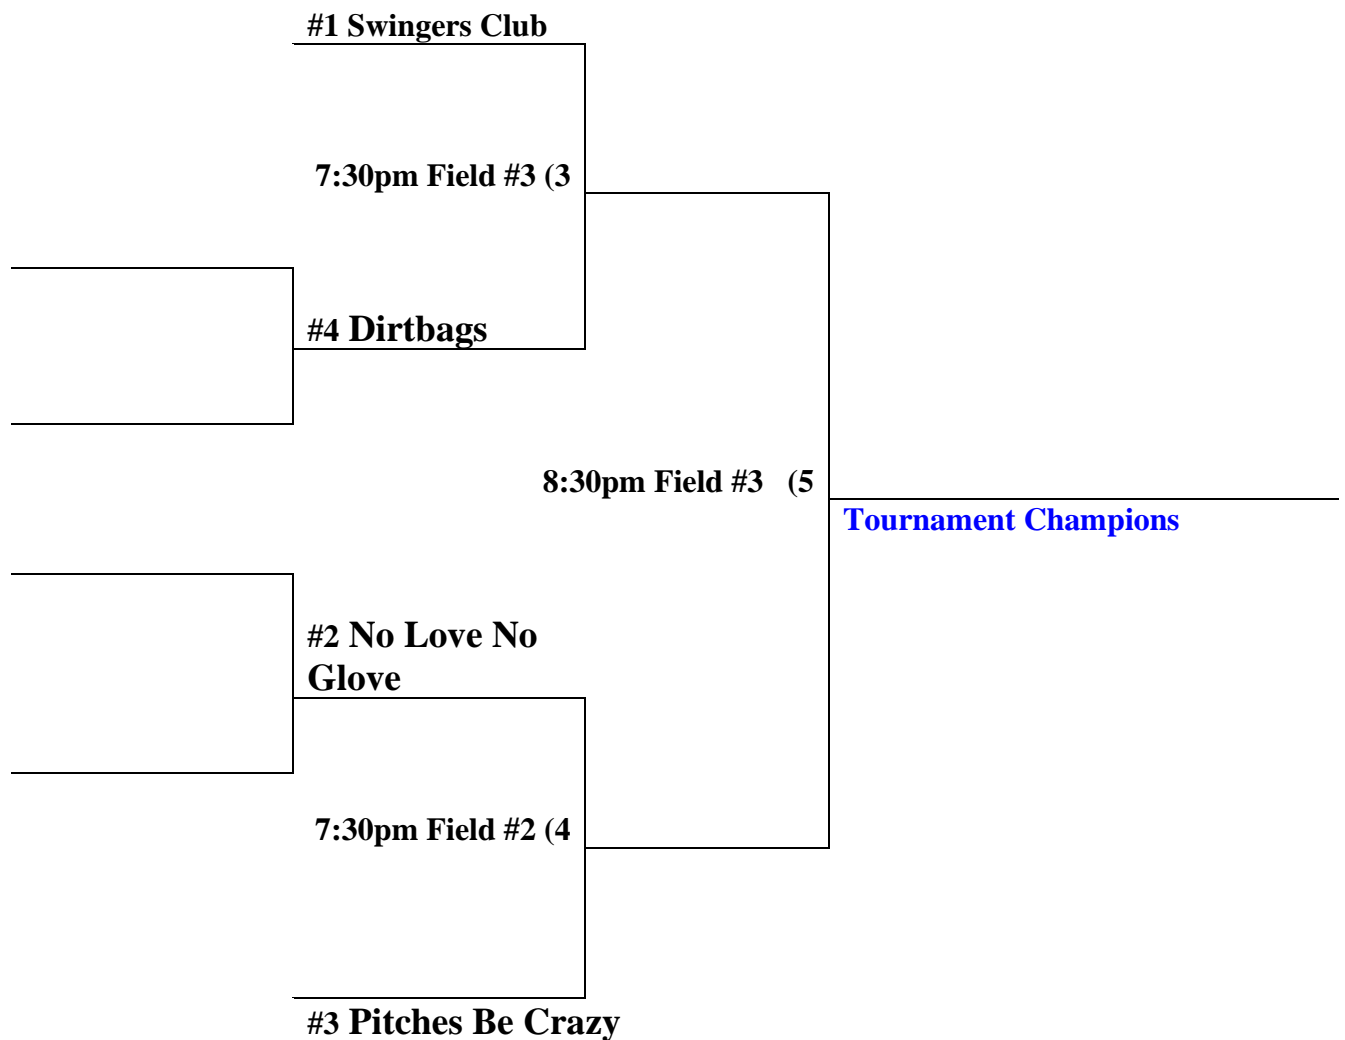 #1 Swingers Club
7:30pm Field #3 (3
#4 Dirtbags
8:30pm Field #3 (5
Tournament Champions
#2 No Love No
Glove
7:30pm Field #2 (4
#3 Pitches Be Crazy